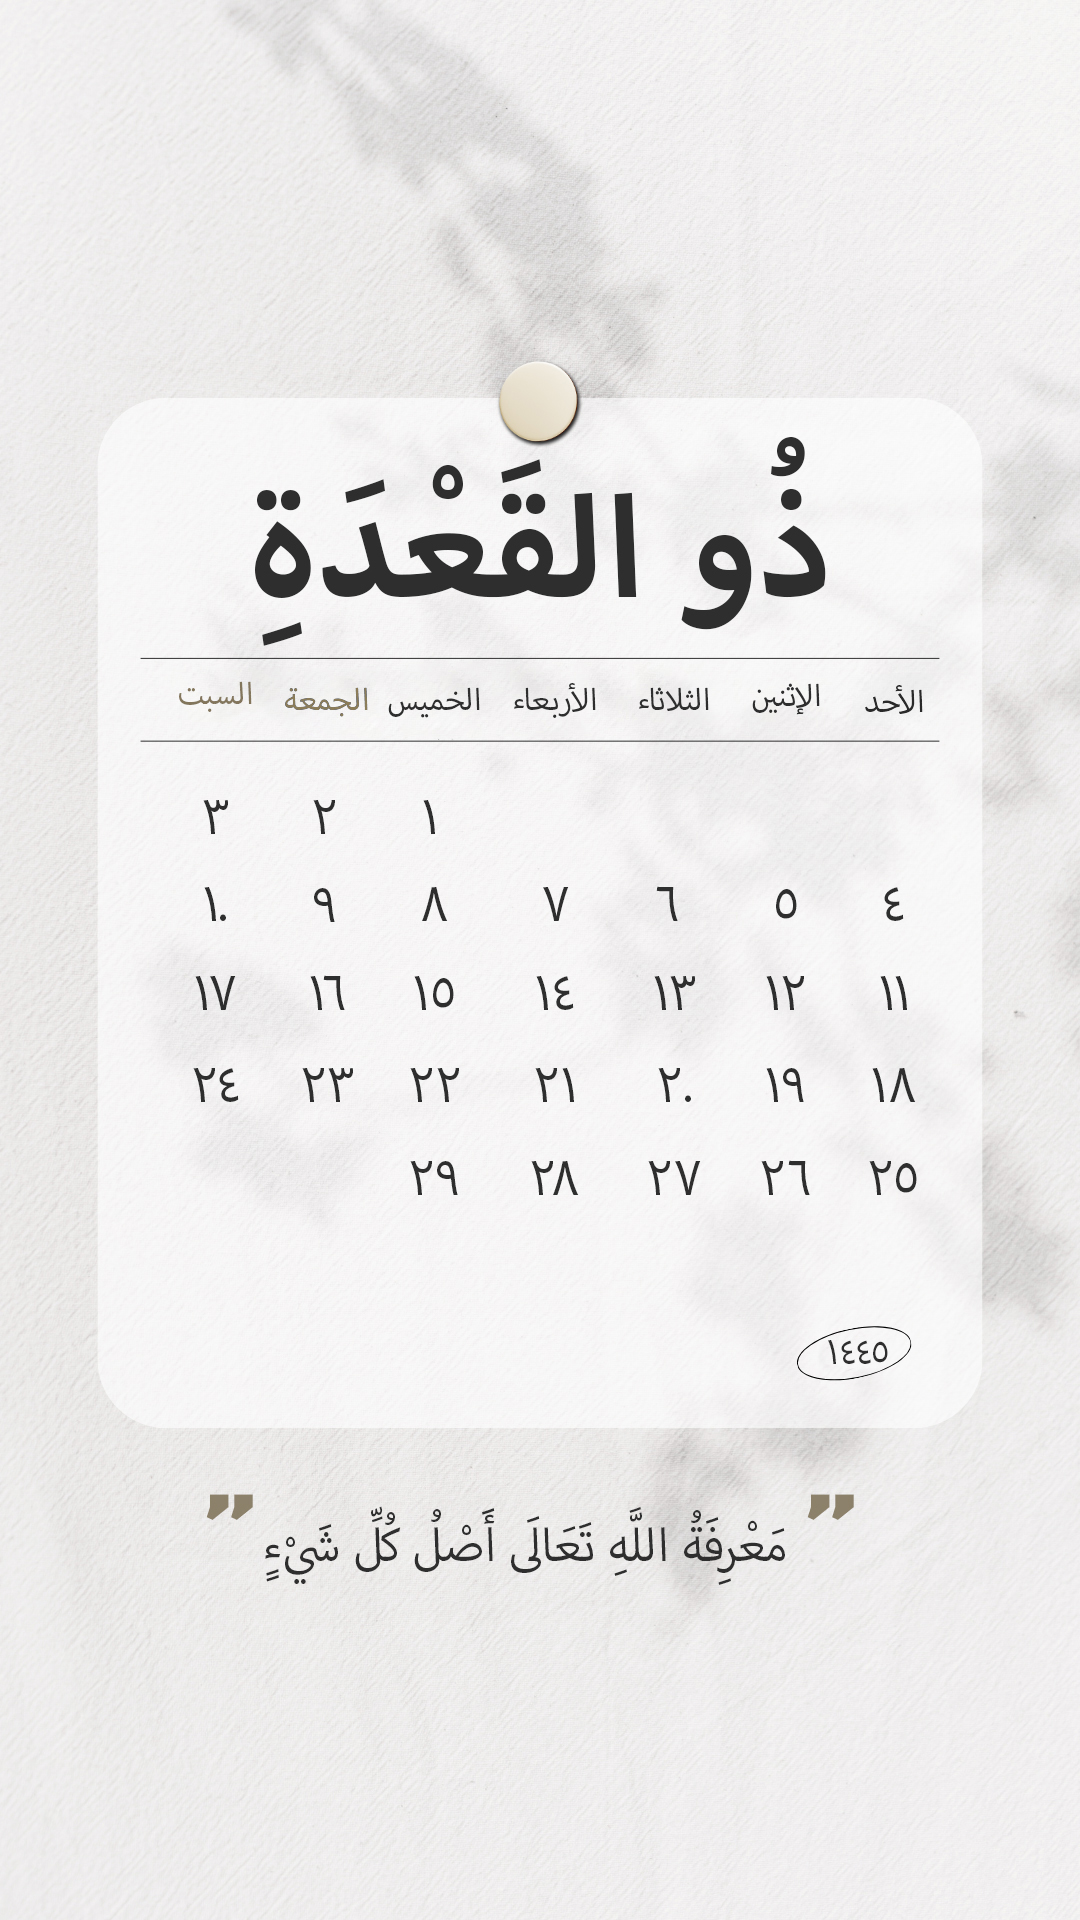 ذُو القَعْدَةِ
الأحد الإثنين الثلاثاء الأربعاء الخميس الجمعة السبت
١ ٢ ٣
٤ ٥ ٦ ٧ ٨ ٩ ١٠
١١ ١٢ ١٣ ١٤ ١٥ ١٦ ١٧
١٨ ١٩ ٢٠ ٢١ ٢٢ ٢٣ ٢٤
٢٥ ٢٦ ٢٧ ٢٨ ٢٩
١٤٤٥
❞ مَعْرِفَةُ اللَّهِ تَعَالَى أَصْلُ كُلِّ شَيْءٍ ❞